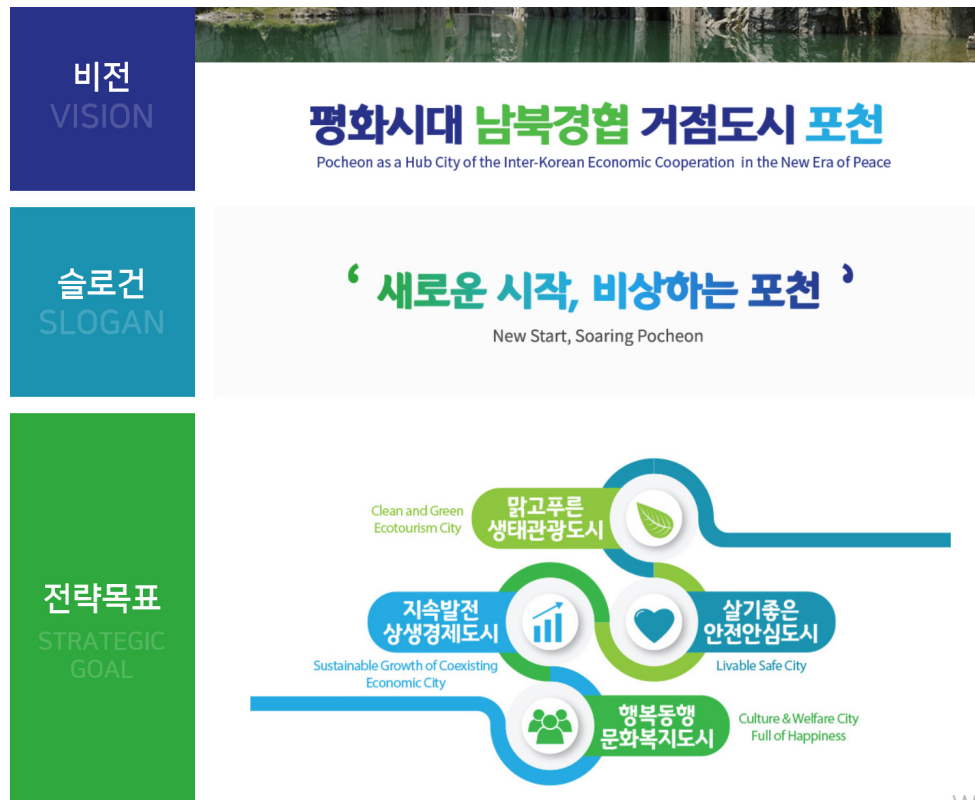 비전
VISION
평화시대 남북경협 거점도시 포천
Pocheon as a Hub City of the Inter-Korean Economic Cooperation in the New Era of Peace
슬로건
SLOGAN
‘ 새로운 시작, 비상하는 포천 ’
New Start, Soaring Pocheon
전략목표
STRATEGIC
GOAL
Clean and Green
Ecotourism City
맑고푸른
생태관광도시
지속발전
상생경제도시
Sustainable Growth of Coexisting
Economic City
살기좋은
안전안심도시
Livable Safe City
행복동행
문화복지도시
Culture & Welfare City
Full of Happiness